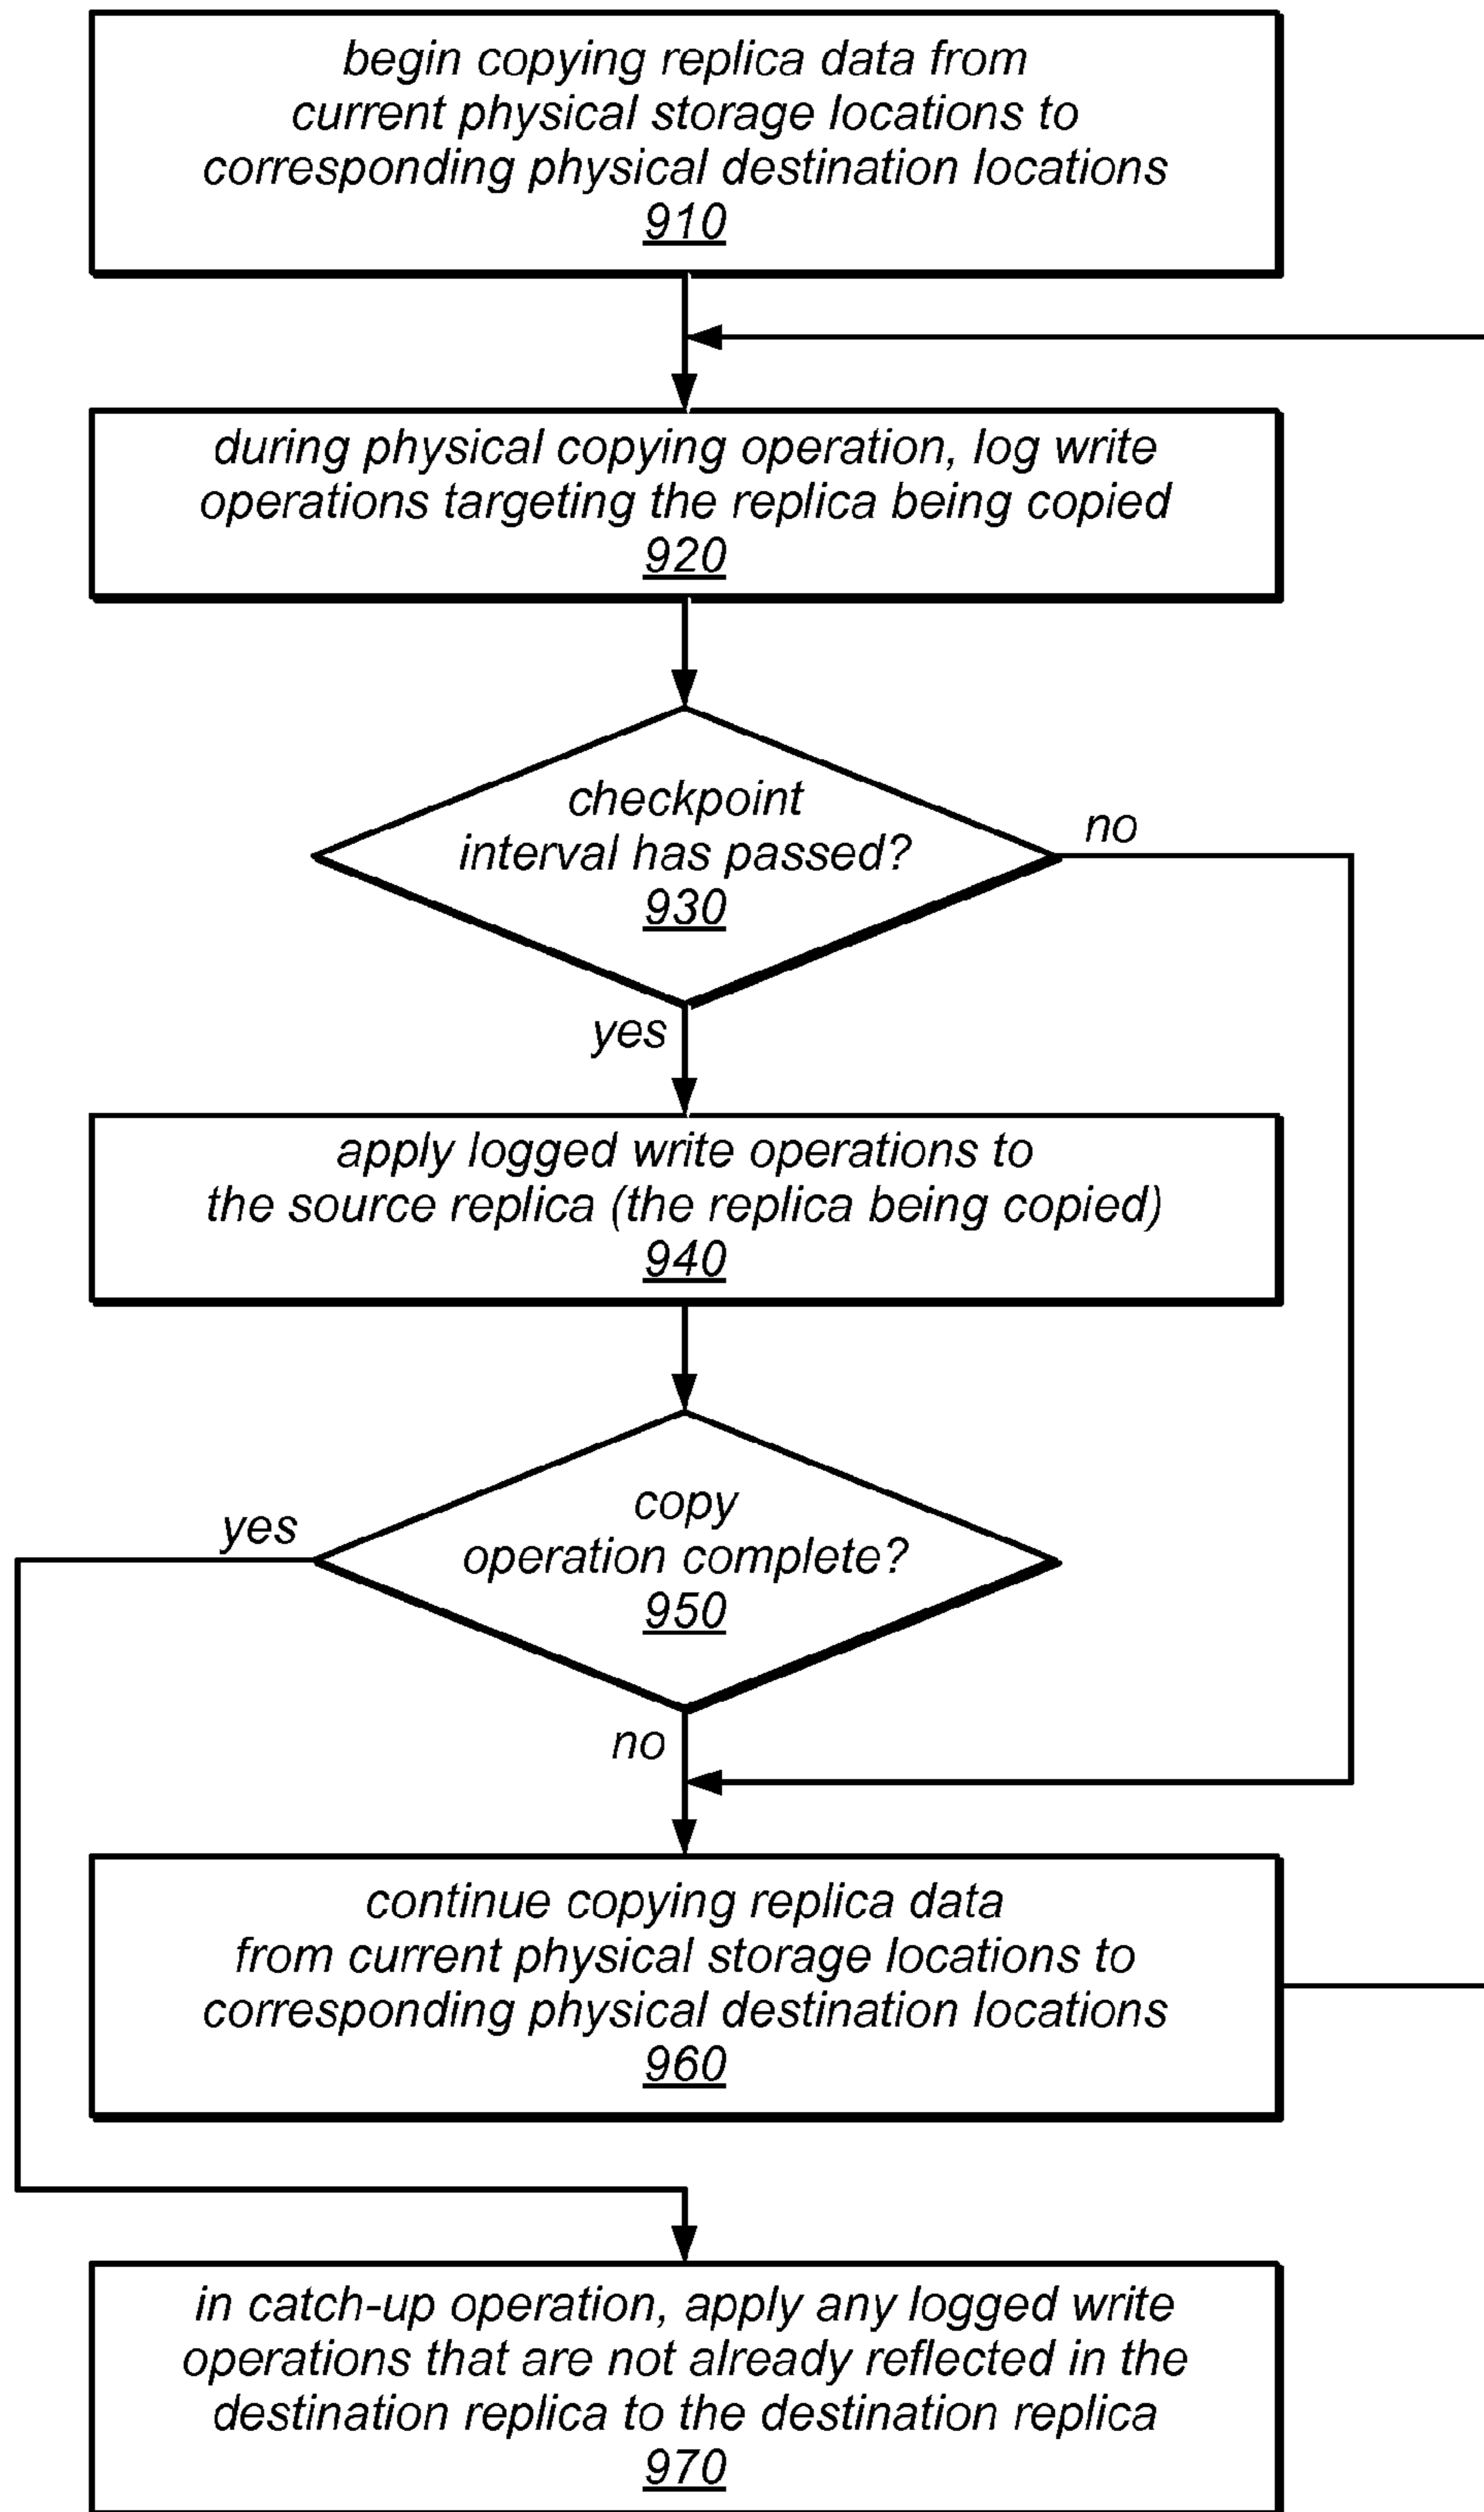 begin copying replica data from
current physical storage locations to
corresponding physical destination locations
910
during physical copying operation, log write
operations targeting the replica being copied
920
checkpoint
interval has passed?
930
no
yes
apply logged write operations to
the source replica (the replica being copied)
940
copy
operation complete?
950
yes
no
continue copying replica data
from current physical storage locations to
corresponding physical destination locations
960
in catch-up operation, apply any logged write
operations that are not already reflected in the
destination replica to the destination replica
970